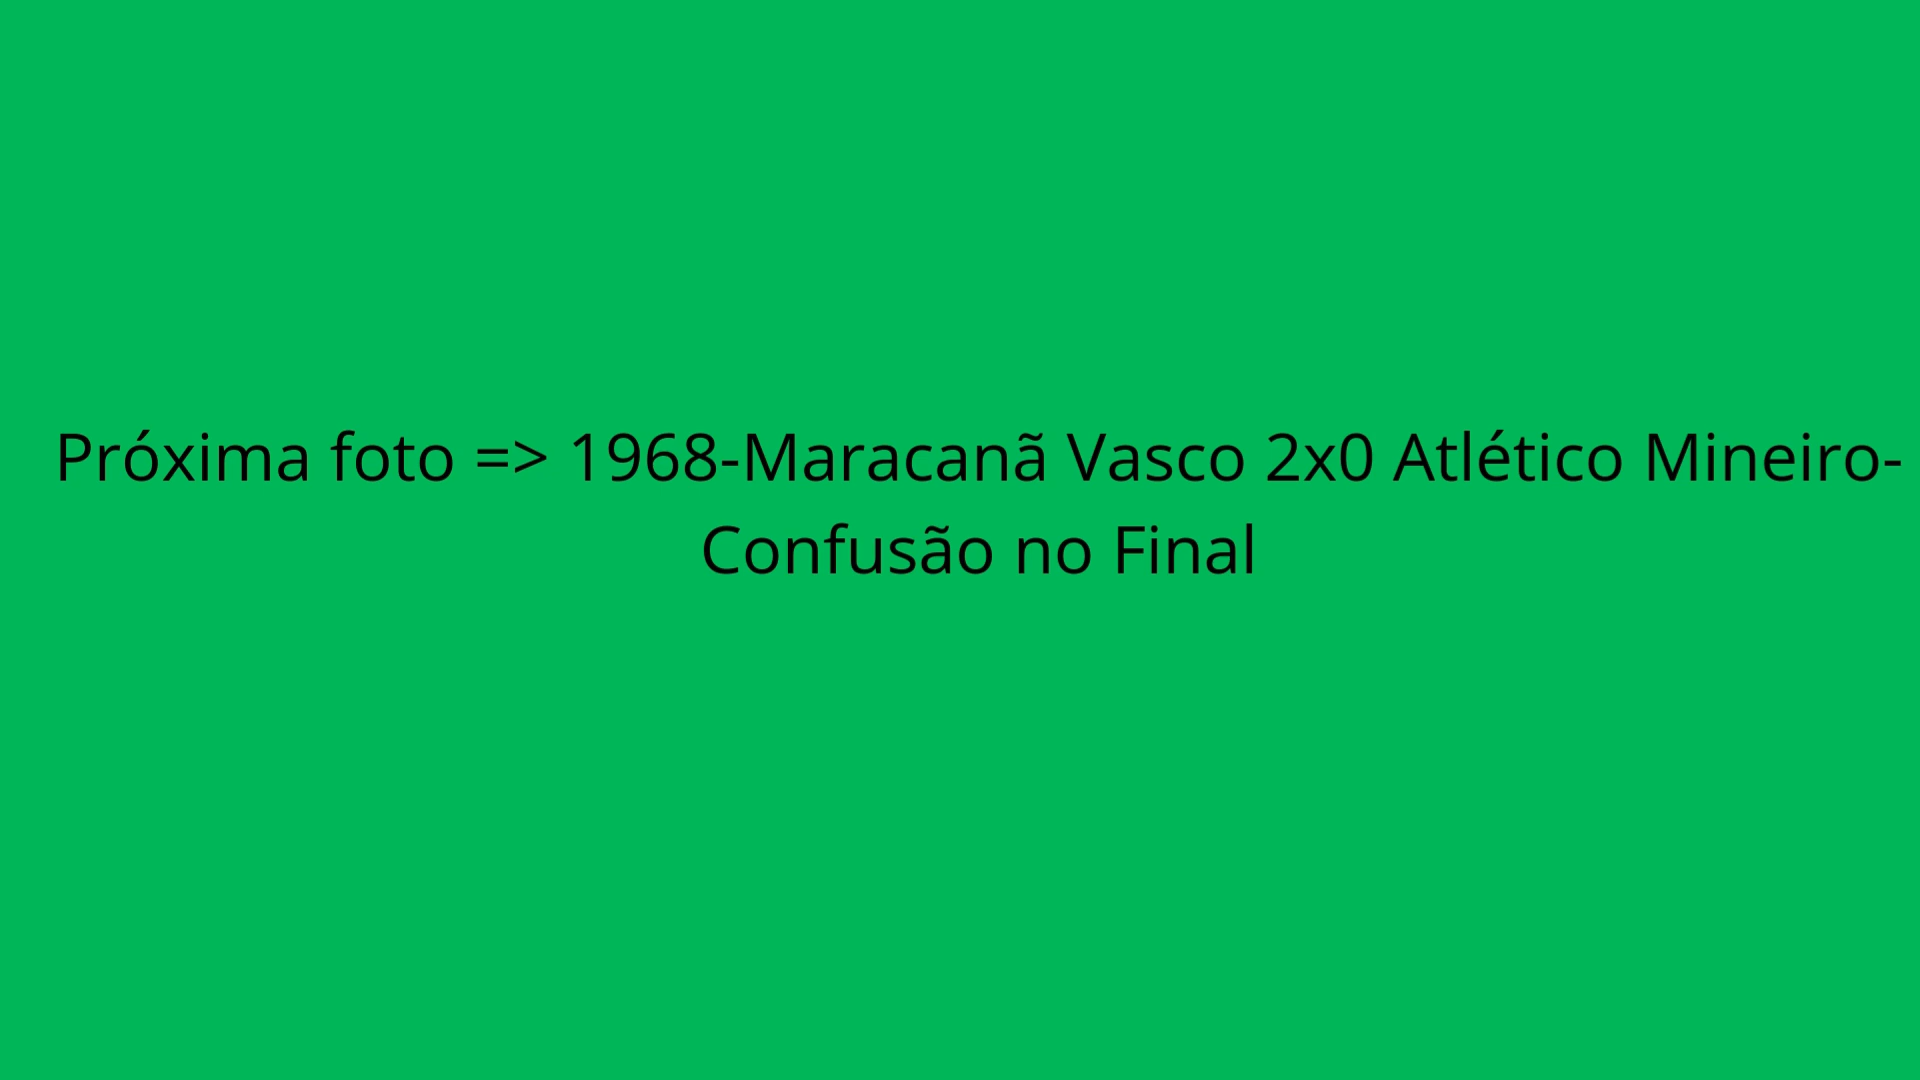 Próxima foto => 1968-Maracanã Vasco 2x0 Atlético Mineiro-
Confusão no Final